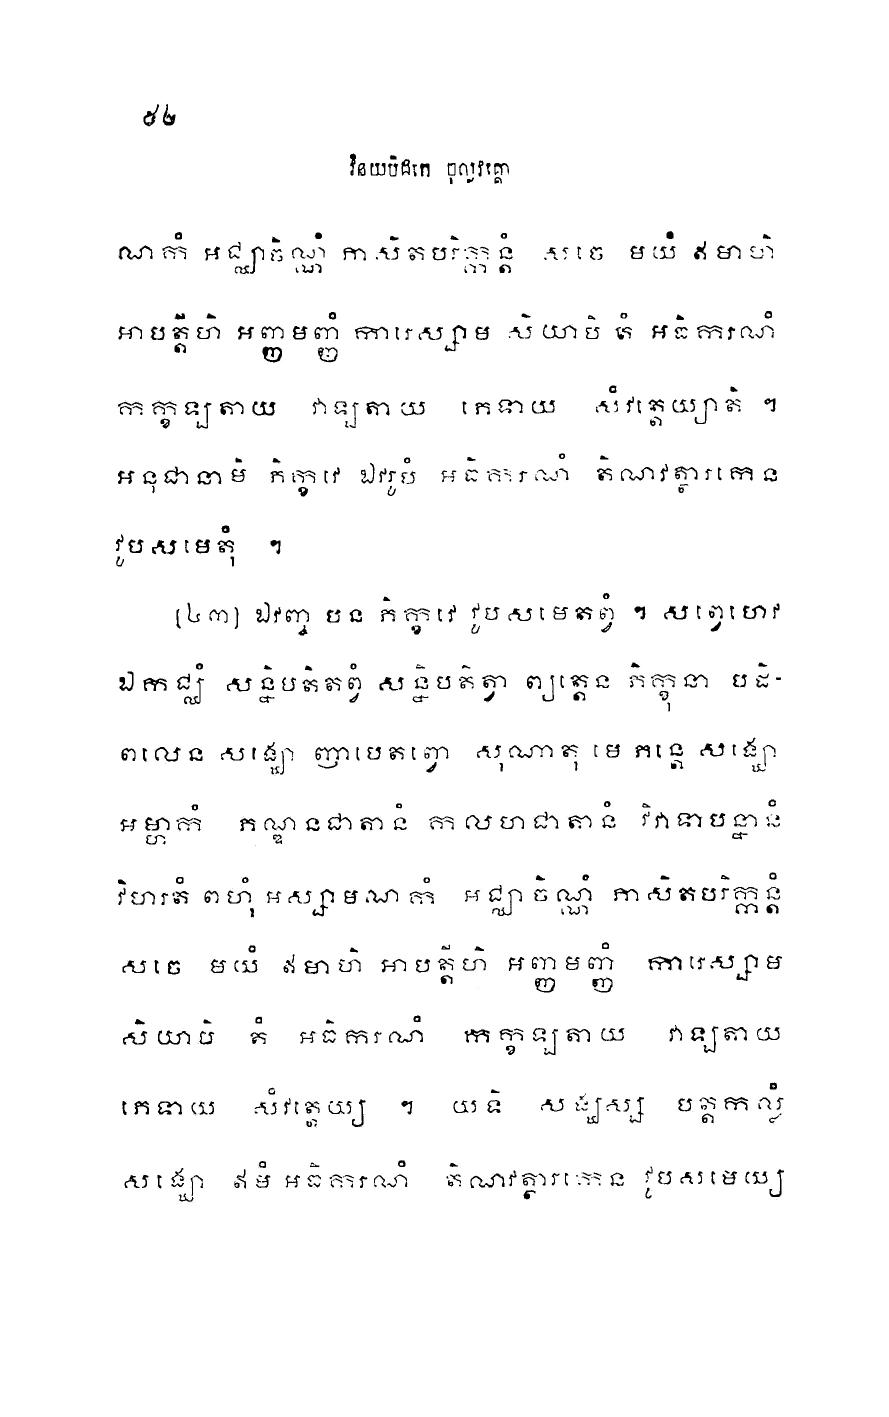 ៥២
វិនយបិដកេ ចុល្លវគ្គោ
ណកំ អជ្ឈាចិណ្ណំ ភាសិតបរិក្កន្តំ សចេ មយំ ឥមាហិ
អាបត្តីហិ អញ្ញមញ្ញំ ការេស្សាម សិយាបិ តំ អធិករណំ
កក្ខឡតាយ វាឡតាយ ភេទាយ សំវត្តេយ្យាតិ ។
អនុជានាមិ ភិក្ខវេ ឯវរូបំ អធិករណំ តិណវត្ថារកេន
វូបសមេតុំ ។
(៤៣) ឯវញ្ច បន ភិក្ខវេ វូបសមេតព្វំ ។ សព្វេហេវ
ឯកជ្ឈំ សន្និបតិតព្វំ សន្និបតិត្វា ព្យត្តេន ភិក្ខុនា បដិ-
ពលេន សង្ឃោ ញាបេតព្វោ សុណាតុ មេ ភន្តេ សង្ឃោ
អម្ហាកំ ភណ្ឌនជាតានំ កលហជាតានំ វិវាទាបន្នានំ
វិហរតំ ពហុំ អស្សាមណកំ អជ្ឈាចិណ្ណំ ភាសិតបរិក្កន្តំ
សចេ មយំ ឥមាហិ អាបត្តីហិ អញ្ញមញ្ញំ ការេស្សាម
សិយាបិ តំ អធិករណំ កក្ខឡតាយ វាឡតាយ
ភេទាយ សំវត្តេយ្យ ។ យទិ សង្ឃស្ស បត្តកល្លំ
សង្ឃោ ឥមំ អធិករណំ តិណវត្ថារកេន វូបសមេយ្យ